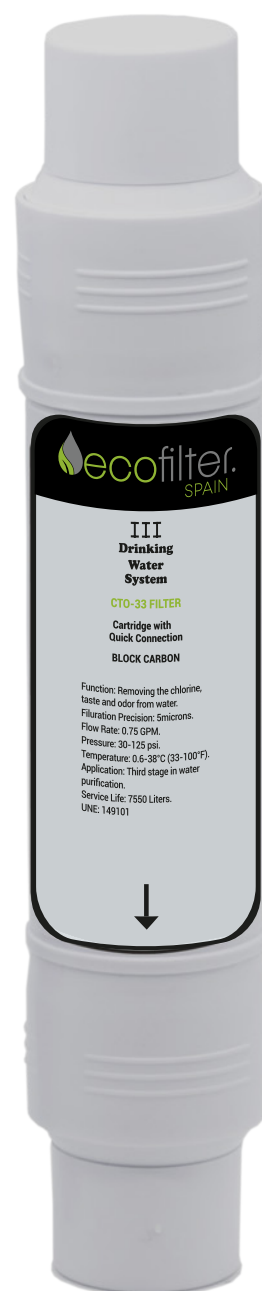 ecofilter.
SPAIN
III
Drinking
Water
System
CTO-33 FILTER
Cartridge with
Quick Connection
BLOCK CARBON
Function: Removing the chlorine,
taste and odor from water.
Filuration Precision: 5microns.
Flow Rate: 0.75 GPM.
Pressure: 30-125 psi.
Temperature: 0.6-38°C (33-100°F).
Application: Third stage in water
purification.
Service Life: 7550 Liters.
UNE: 149101